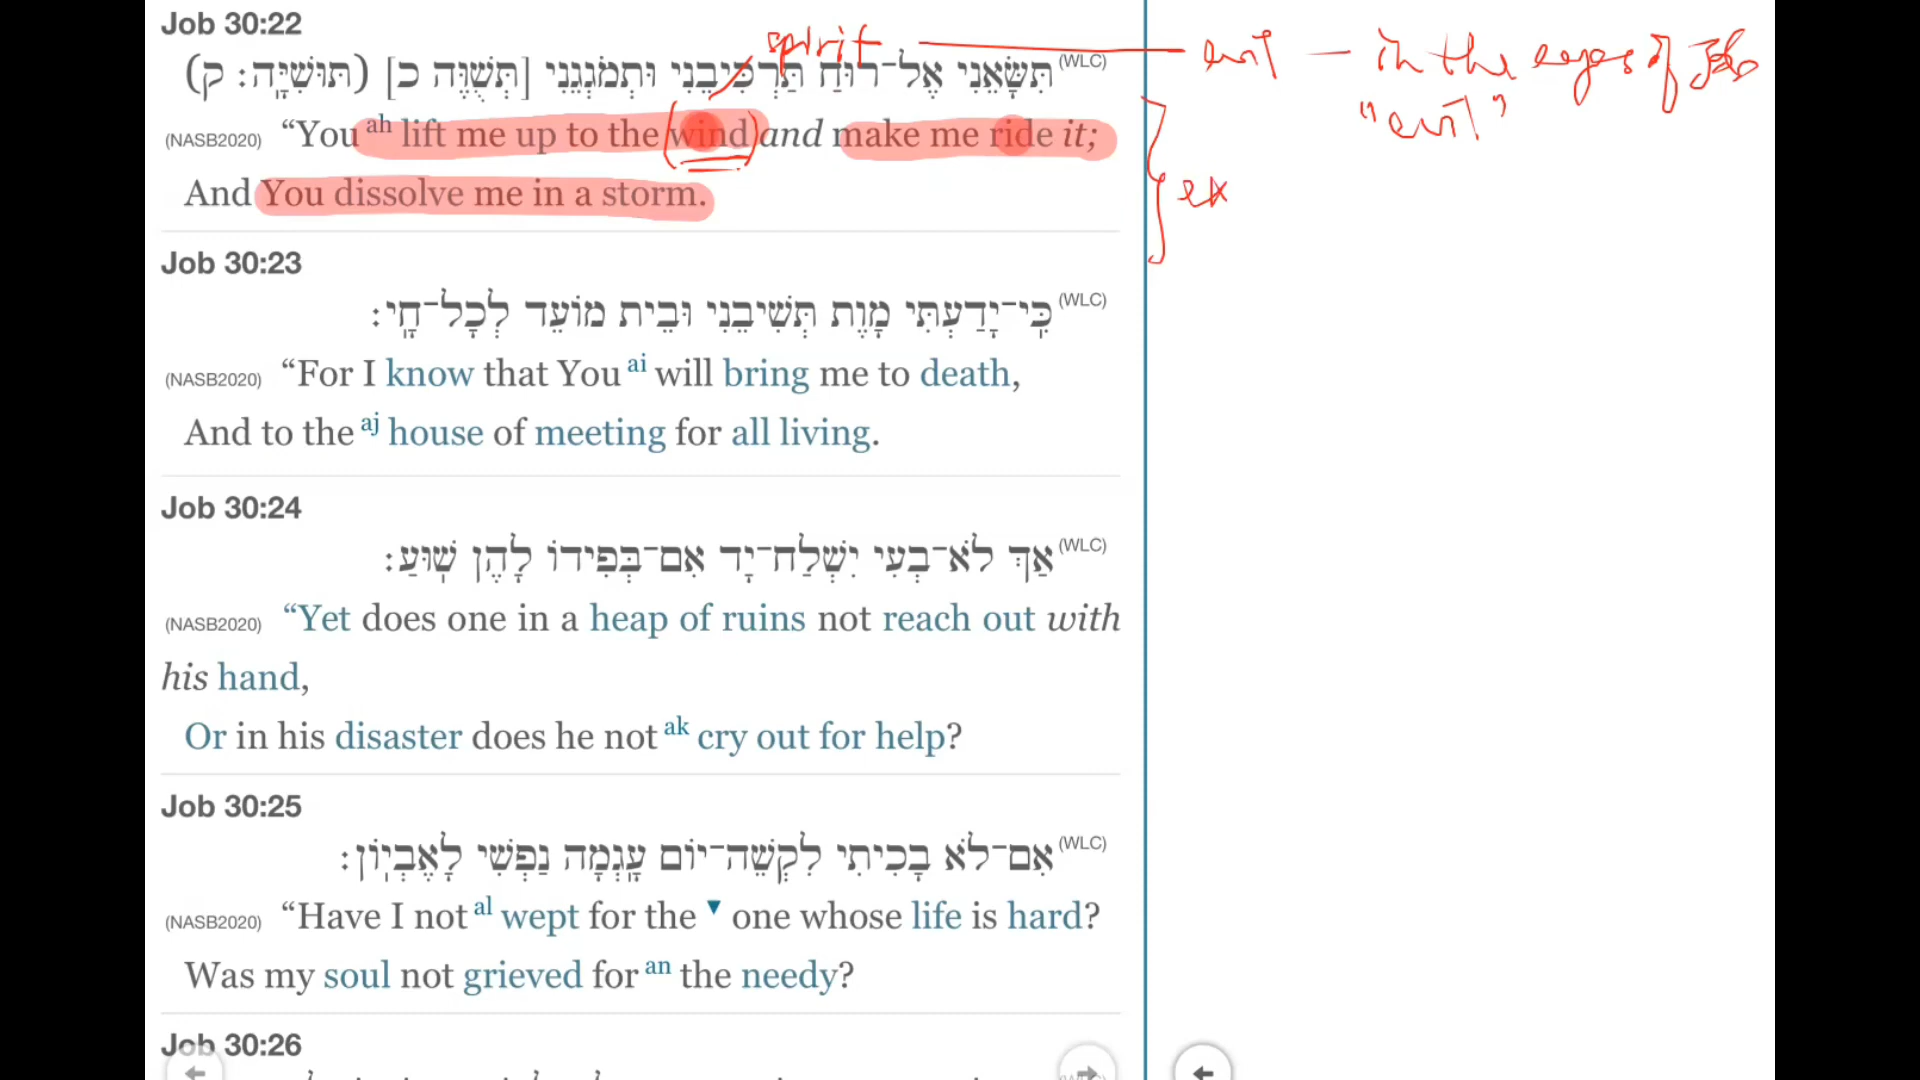 Job 30:22
spirit — evil — in the eyes of Job
"evil"
(WLC) תִּשָּׂאֵנִי אֶל־רוּחַ תַּרְכִּיבֵנִי וּתְמֹגְגֵנִי [תְּשֻׁוֶּה כ] (תּוּשִׁיָּֽה׃ ק)
(NASB2020) “You ah lift me up to the wind and make me ride it;
And You dissolve me in a storm.
ex
Job 30:23
(WLC) כִּֽי־יָדַעְתִּי מָוֶת תְּשִׁיבֵנִי וּבֵית מוֹעֵד לְכָל־חָֽי׃
(NASB2020) “For I know that You ai will bring me to death,
And to the aj house of meeting for all living.
Job 30:24
(WLC) אַךְ לֹא־בְעִי יִשְׁלַח־יָד אִם־בְּפִידוֹ לָהֶן שֽׁוּעַ׃
(NASB2020) “Yet does one in a heap of ruins not reach out with
his hand,
Or in his disaster does he not ak cry out for help?
Job 30:25
(WLC) אִם־לֹא בָכִיתִי לִקְשֵׁה־יוֹם עָֽגְמָה נַפְשִׁי לָאֶבְיֽוֹן׃
(NASB2020) “Have I not al wept for the ▼ one whose life is hard?
Was my soul not grieved for an the needy?
Job 30:26
(WLC)